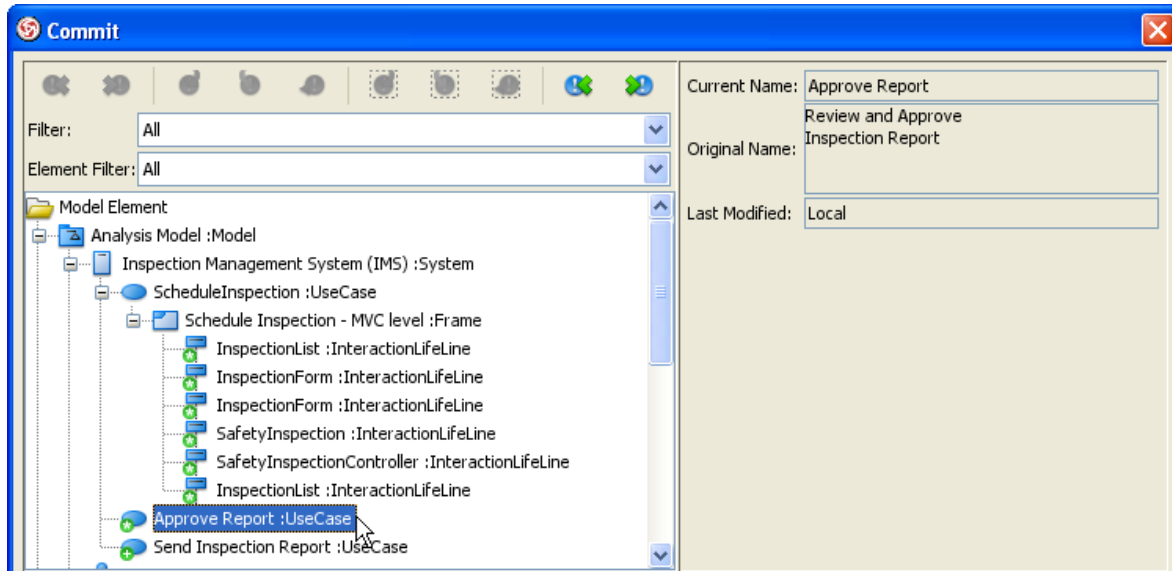 Commit
Filter: All
Element Filter: All
Model Element
Analysis Model :Model
Inspection Management System (IMS) :System
ScheduleInspection :UseCase
Schedule Inspection - MVC level :Frame
InspectionList :InteractionLifeLine
InspectionForm :InteractionLifeLine
InspectionForm :InteractionLifeLine
SafetyInspection :InteractionLifeLine
SafetyInspectionController :InteractionLifeLine
InspectionList :InteractionLifeLine
Approve Report :UseCase
Send Inspection Report :UseCase
Current Name: Approve Report
Original Name: Review and Approve
Inspection Report
Last Modified: Local